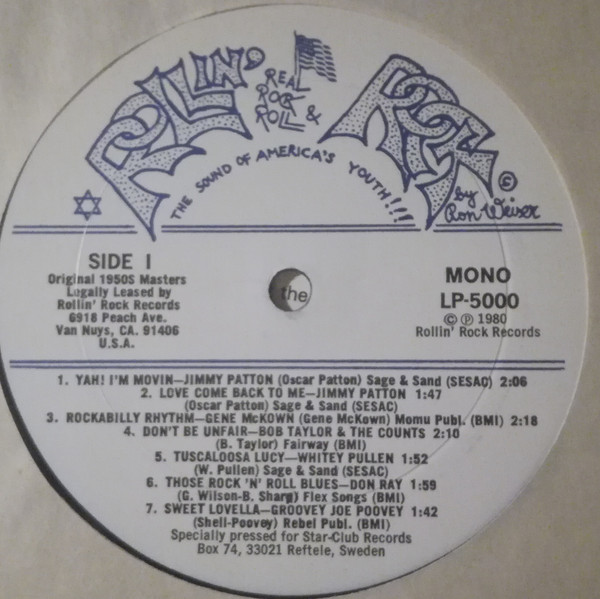 ROLLIN' ROCK
REAL
ROCK
& ROLL
THE SOUND OF AMERICA'S YOUTH!!!
©
by
Ron Weiser
SIDE I
Original 1950S Masters
Legally Leased by
Rollin' Rock Records
6918 Peach Ave.
Van Nuys, CA. 91406
U.S.A.
the
MONO
LP-5000
© ℗ 1980
Rollin' Rock Records
1. YAH! I'M MOVIN—JIMMY PATTON (Oscar Patton) Sage & Sand (SESAC) 2:06
2. LOVE COME BACK TO ME—JIMMY PATTON 1:47
(Oscar Patton) Sage & Sand (SESAC)
3. ROCKABILLY RHYTHM—GENE McKOWN (Gene McKown) Momu Publ. (BMI) 2:18
4. DON'T BE UNFAIR—BOB TAYLOR & THE COUNTS 2:10
(B. Taylor) Fairway (BMI)
5. TUSCALOOSA LUCY—WHITEY PULLEN 1:52
(W. Pullen) Sage & Sand (SESAC)
6. THOSE ROCK 'N' ROLL BLUES—DON RAY 1:59
(G. Wilson-B. Sharp) Flex Songs (BMI)
7. SWEET LOVELLA—GROOVEY JOE POOVEY 1:42
(Shell-Poovey) Rebel Publ. (BMI)
Specially pressed for Star-Club Records
Box 74, 33021 Reftele, Sweden